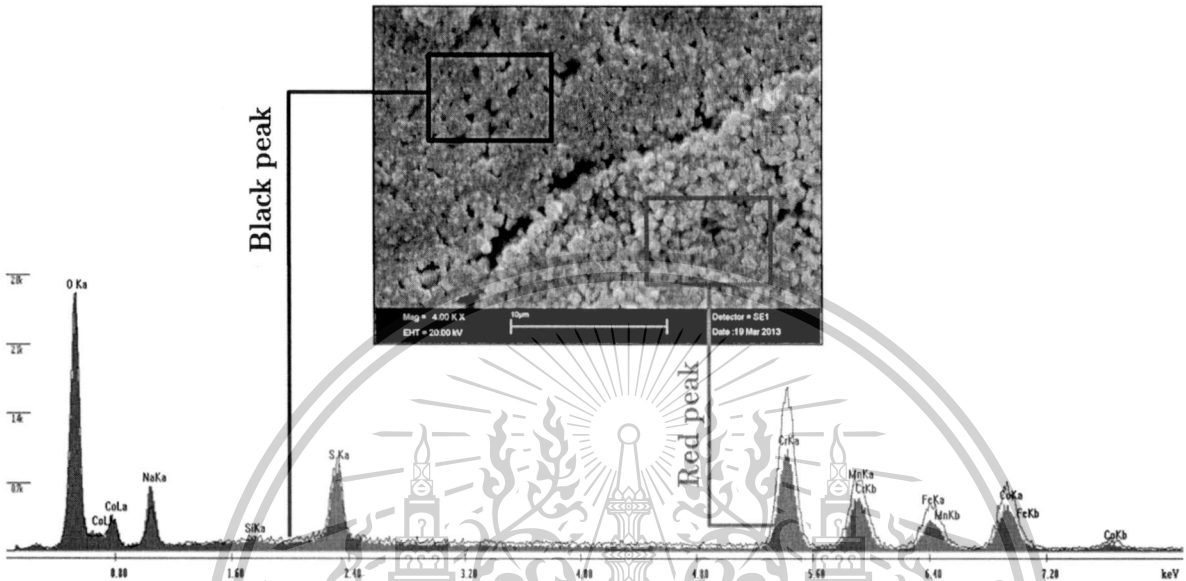 Black peak
Mag = 4.00 K X
10µm
Detector = SE1
EHT = 20.00 kV
Date :19 Mar 2013
Red peak
O Ka
CoLa
NaKa
SiKa
S Ka
CrKa
MnKa
CrKb
FeKa
MnKb
CoKa
FeKb
CoKb
0.80
1.60
2.40
3.20
4.00
4.80
5.60
6.40
7.20
keV